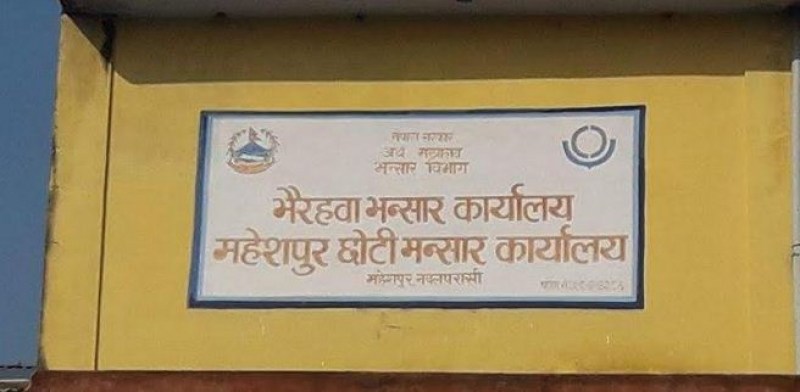 नेपाल सरकार
अर्थ मन्त्रालय
भन्सार विभाग
भैरहवा भन्सार कार्यालय
महेशपुर छोटी भन्सार कार्यालय
महेशपुर नवलपरासी